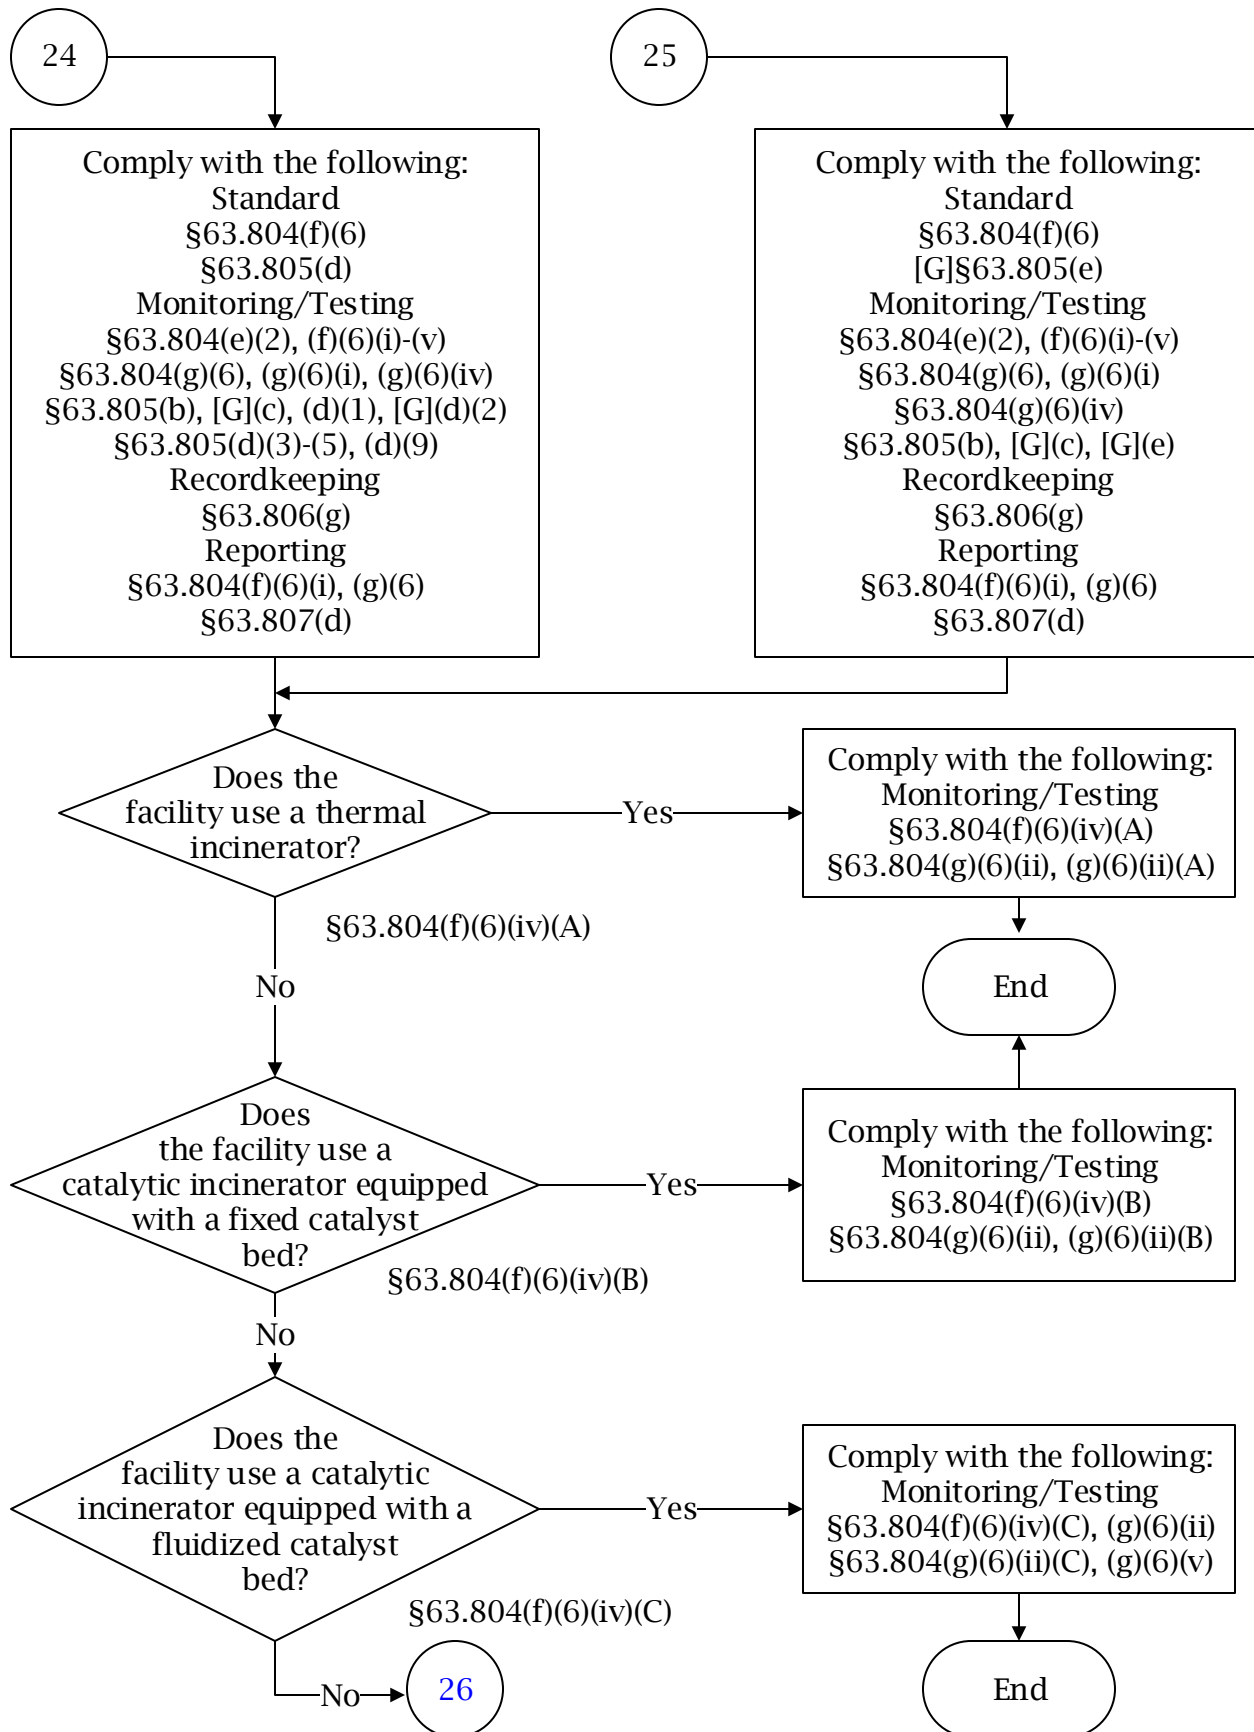 24
25
Comply with the following:
Standard
§63.804(f)(6)
§63.805(d)
Monitoring/Testing
§63.804(e)(2), (f)(6)(i)-(v)
§63.804(g)(6), (g)(6)(i), (g)(6)(iv)
§63.805(b), [G](c), (d)(1), [G](d)(2)
§63.805(d)(3)-(5), (d)(9)
Recordkeeping
§63.806(g)
Reporting
§63.804(f)(6)(i), (g)(6)
§63.807(d)
Comply with the following:
Standard
§63.804(f)(6)
[G]§63.805(e)
Monitoring/Testing
§63.804(e)(2), (f)(6)(i)-(v)
§63.804(g)(6), (g)(6)(i)
§63.804(g)(6)(iv)
§63.805(b), [G](c), [G](e)
Recordkeeping
§63.806(g)
Reporting
§63.804(f)(6)(i), (g)(6)
§63.807(d)
Does the
facility use a thermal
incinerator?
Yes
Comply with the following:
Monitoring/Testing
§63.804(f)(6)(iv)(A)
§63.804(g)(6)(ii), (g)(6)(ii)(A)
§63.804(f)(6)(iv)(A)
No
End
Does
the facility use a
catalytic incinerator equipped
with a fixed catalyst
bed?
Yes
Comply with the following:
Monitoring/Testing
§63.804(f)(6)(iv)(B)
§63.804(g)(6)(ii), (g)(6)(ii)(B)
§63.804(f)(6)(iv)(B)
No
Does the
facility use a catalytic
incinerator equipped with a
fluidized catalyst
bed?
Yes
Comply with the following:
Monitoring/Testing
§63.804(f)(6)(iv)(C), (g)(6)(ii)
§63.804(g)(6)(ii)(C), (g)(6)(v)
§63.804(f)(6)(iv)(C)
No
26
End